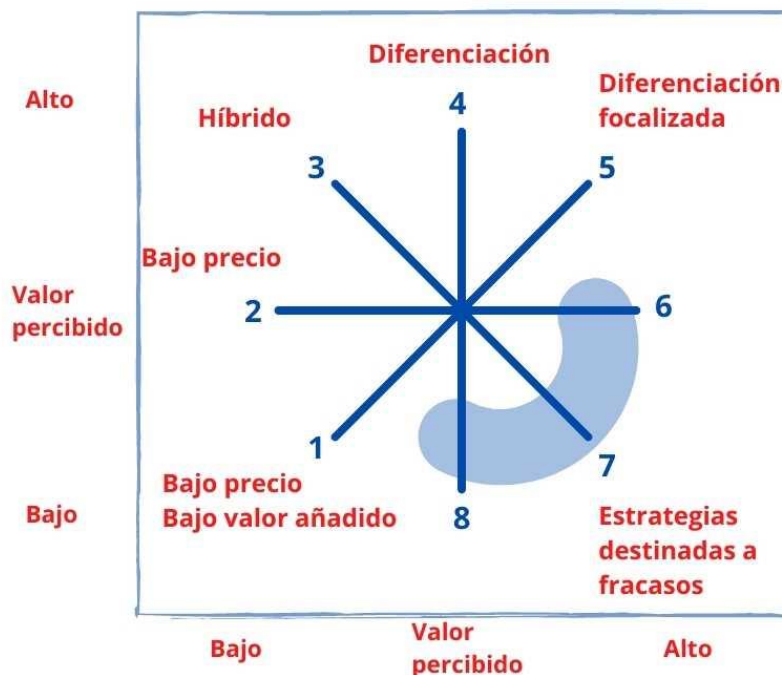 Diferenciación
Alto
Diferenciación
focalizada
4
Híbrido
3
5
Bajo precio
Valor
percibido
2
6
1
7
Bajo precio
Bajo valor añadido
8
Bajo
Estrategias
destinadas a
fracasos
Bajo
Valor
percibido
Alto